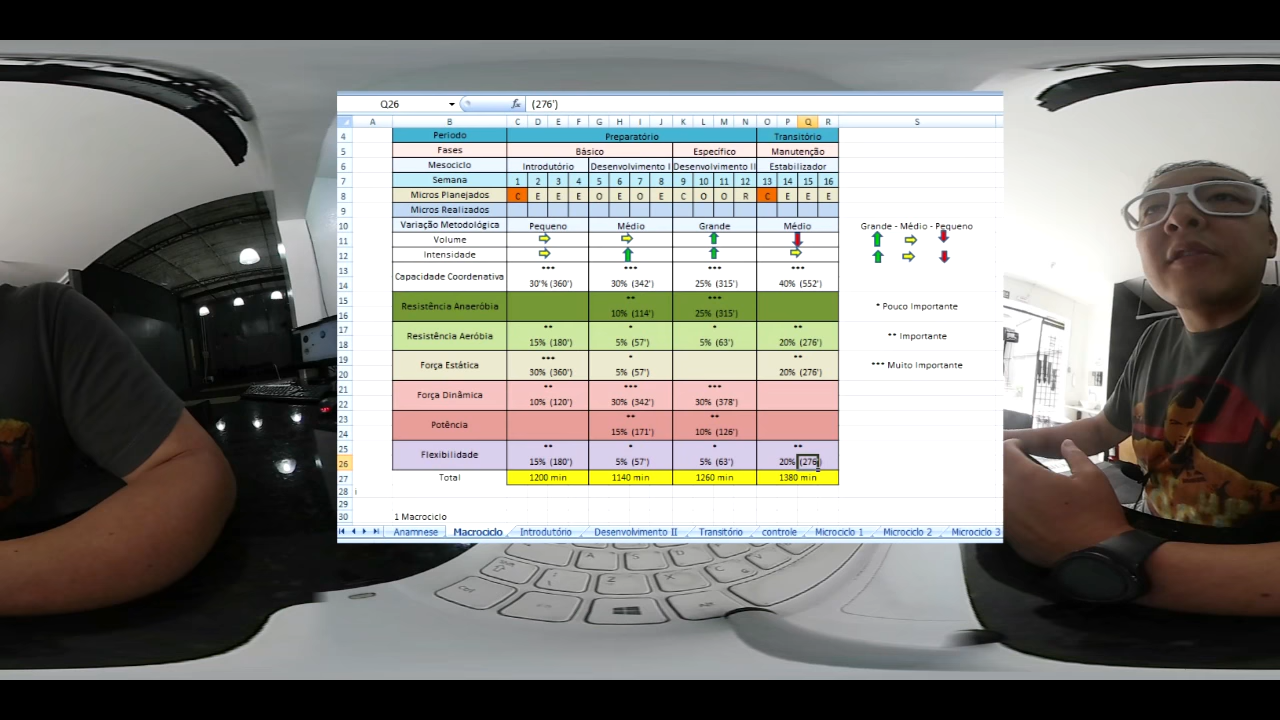 Q26 fx (276')
A B C D E F G H I J K L M N O P Q R S
4 Periodo Preparatório Transitório
5 Fases Básico Específico Manutenção
6 Mesociclo Introdutório Desenvolvimento I Desenvolvimento II Estabilizador
7 Semana 1 2 3 4 5 6 7 8 9 10 11 12 13 14 15 16
8 Micros Planejados C E E E O E O E C O O R C E E E
9 Micros Realizados
10 Variação Metodológica Pequeno Médio Grande Médio Grande - Médio - Pequeno
11 Volume
12 Intensidade
13 *** *** *** ***
Capacidade Coordenativa
14 30'% (360') 30% (342') 25% (315') 40% (552')
15 ** ***
Resistência Anaeróbia * Pouco Importante
16 10% (114') 25% (315')
17 ** * * **
Resistência Aeróbia ** Importante
18 15% (180') 5% (57') 5% (63') 20% (276')
19 *** * **
Força Estática *** Muito Importante
20 30% (360') 5% (57') 20% (276')
21 ** *** ***
Força Dinâmica
22 10% (120') 30% (342') 30% (378')
23 ** **
Potência
24 15% (171') 10% (126')
25 ** * * **
Flexibilidade
26 15% (180') 5% (57') 5% (63') 20% (276')
27 Total 1200 min 1140 min 1260 min 1380 min
28
29
30 1 Macrociclo
Anamnese Macrociclo Introdutório Desenvolvimento II Transitório controle Microciclo 1 Microciclo 2 Microciclo 3
Ctrl Alt